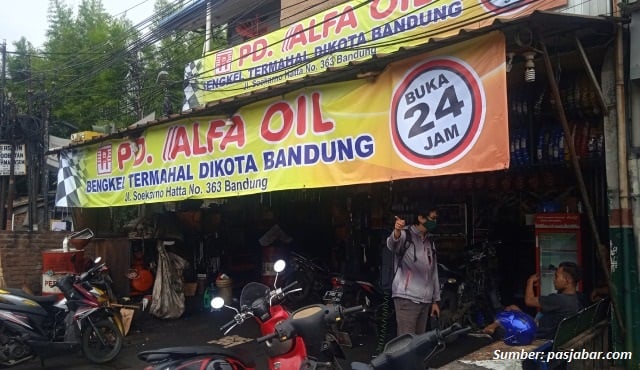 PD. ALFA OIL
BENGKEL TERMAHAL DIKOTA BANDUNG
JL. Soekarno Hatta No. 363 Bandung
PD. ALFA OIL
BENGKEL TERMAHAL DIKOTA BANDUNG
JL. Soekarno Hatta No. 363 Bandung
BUKA
24
JAM
Sumber: pasjabar.com